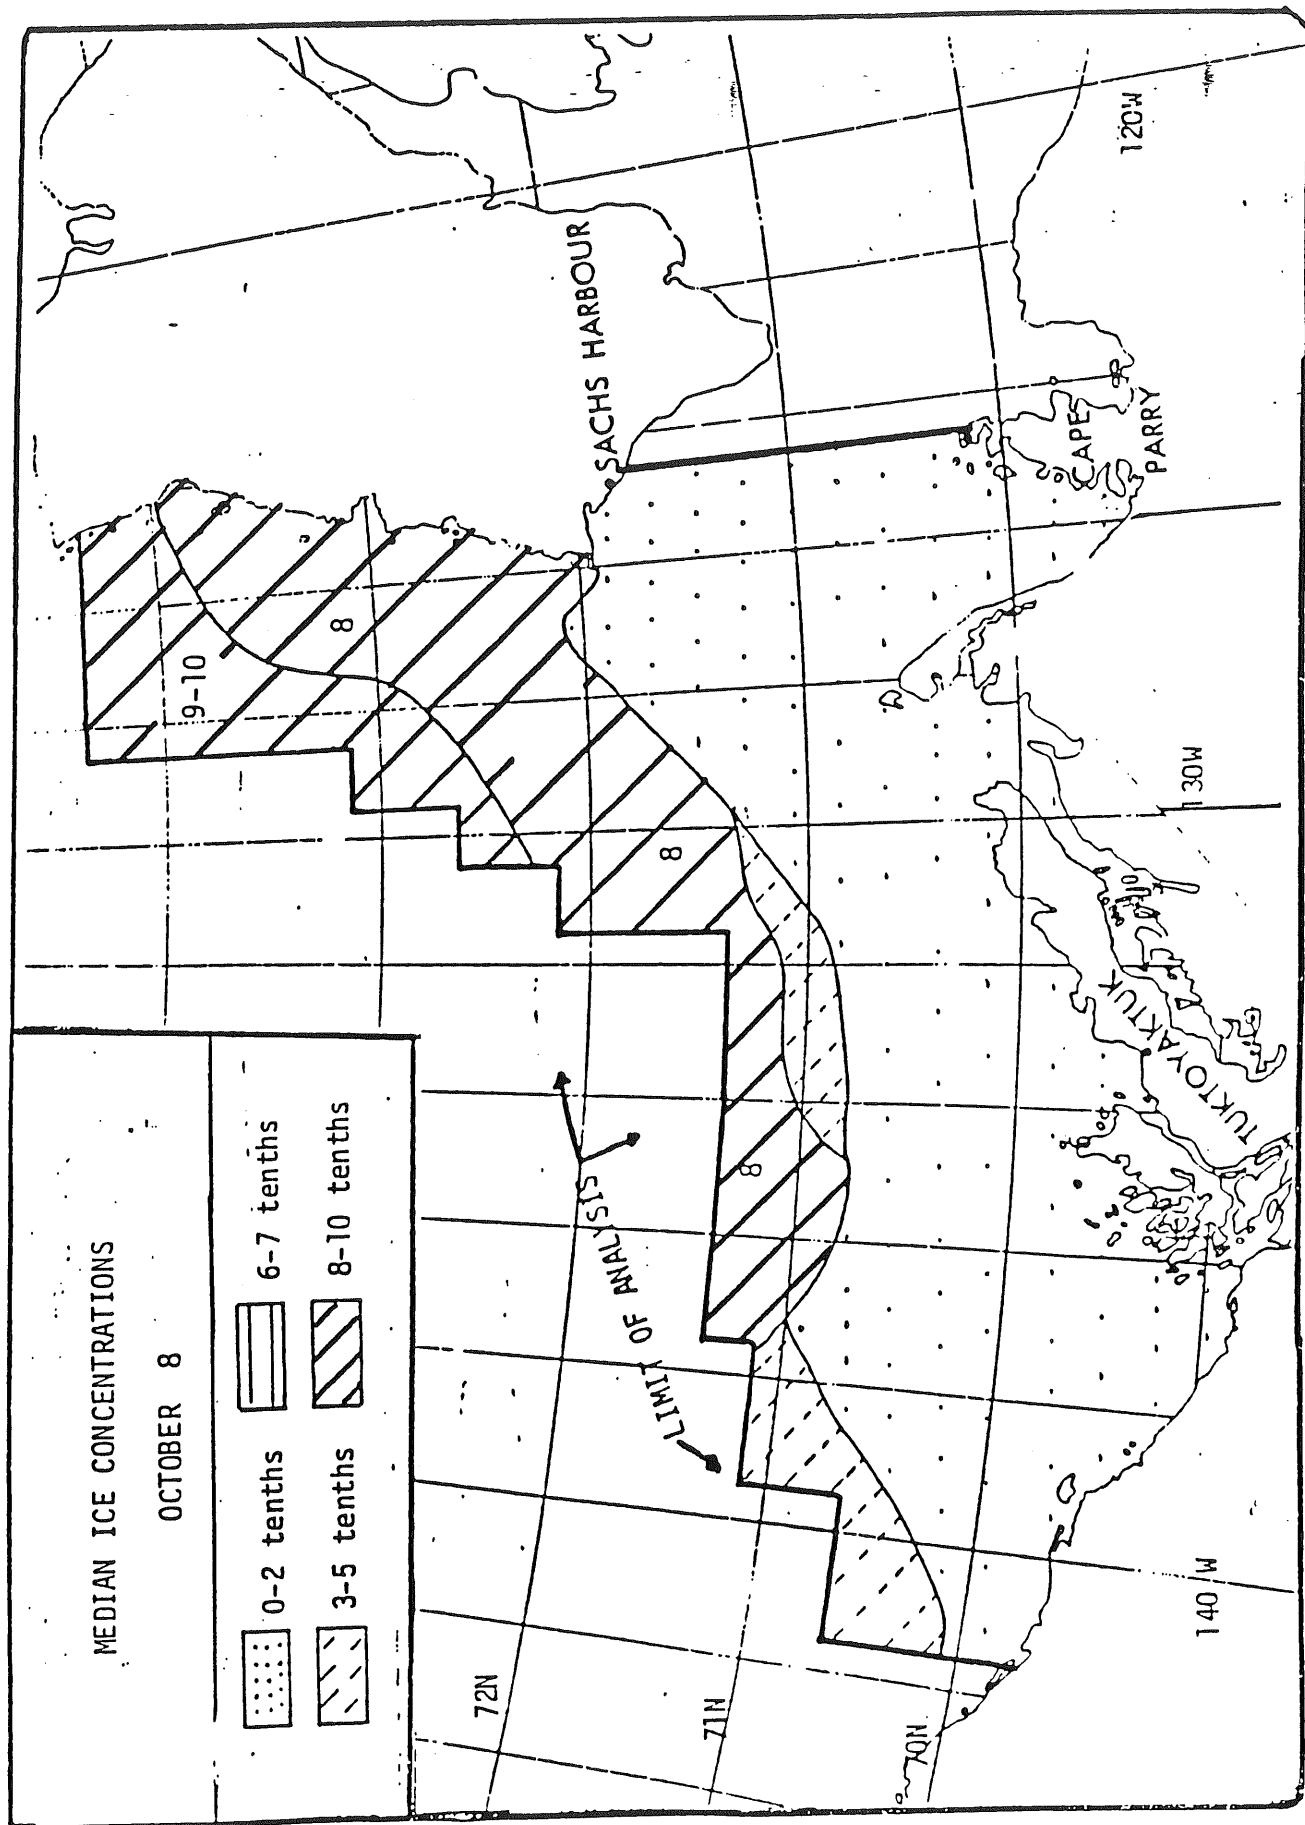 MEDIAN ICE CONCENTRATIONS
OCTOBER 8
0-2 tenths
6-7 tenths
3-5 tenths
8-10 tenths
72N
71N
70N
LIMIT OF ANALYSIS
9-10
8
8
8
SACHS HARBOUR
CAPE
PARRY
TUKTOYAKTUK
140 W
130W
120W